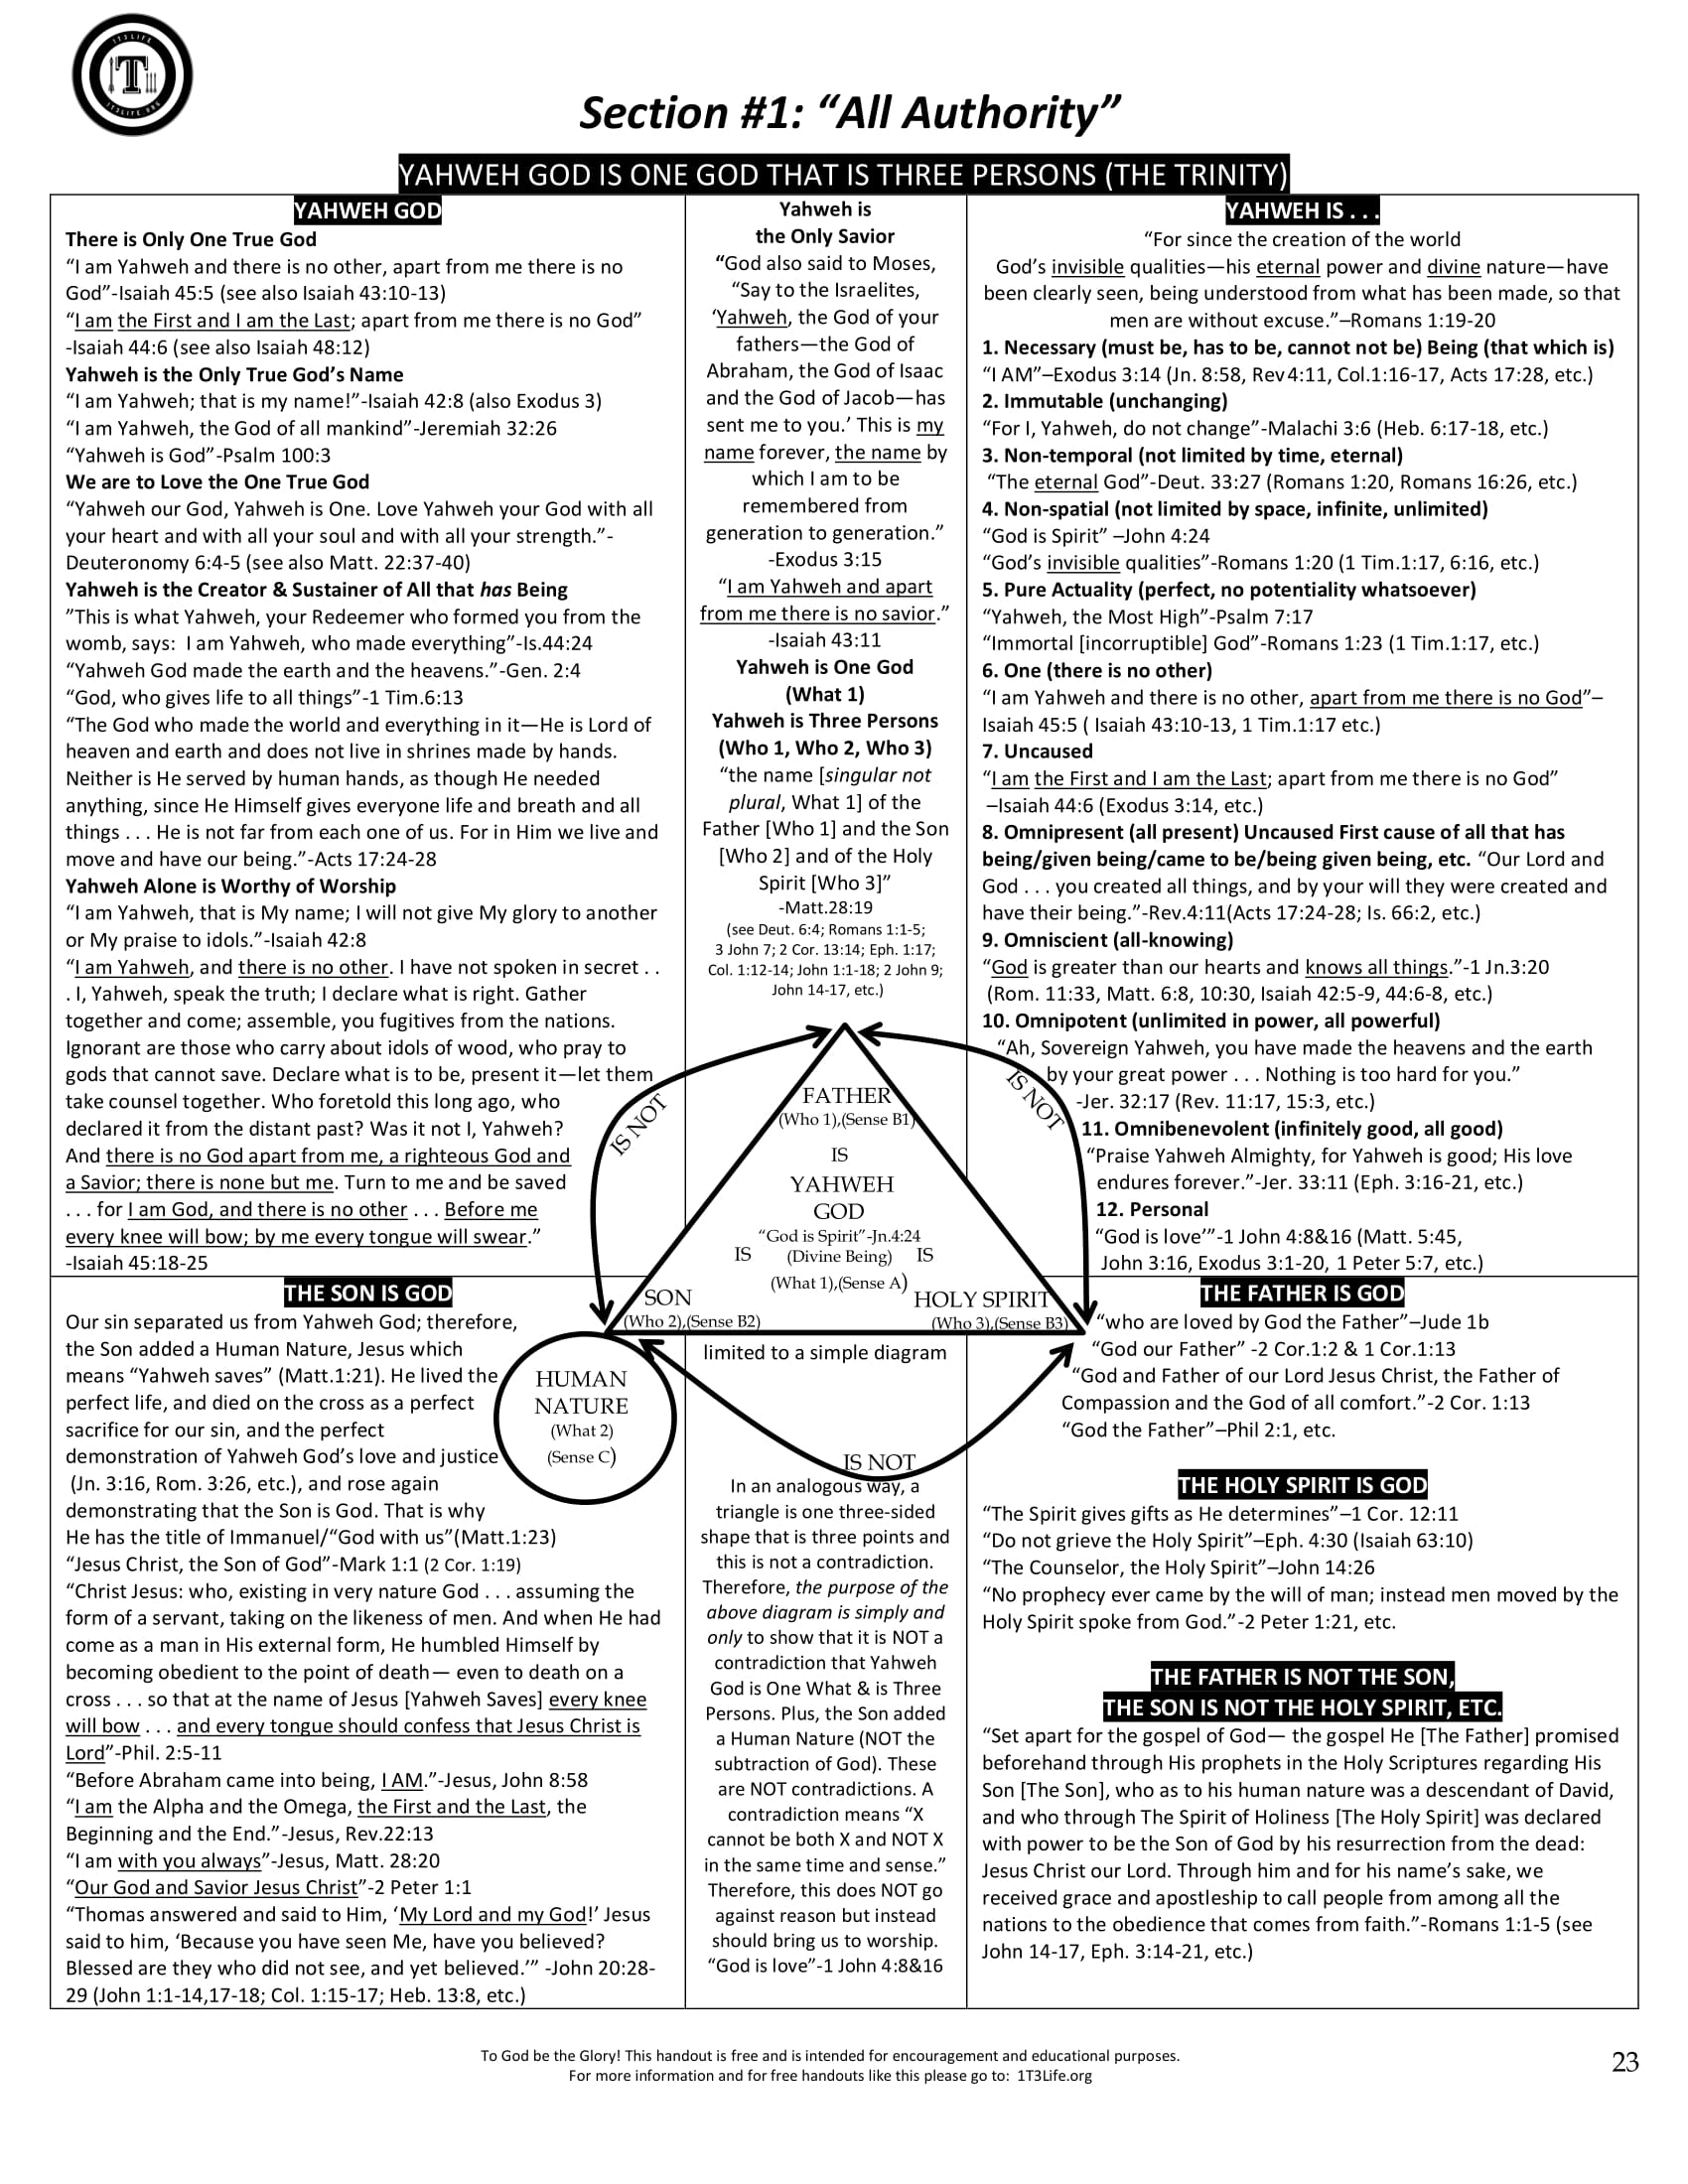 1T3LIFE
T
1T3LIFE.ORG
Section #1: “All Authority”
YAHWEH GOD IS ONE GOD THAT IS THREE PERSONS (THE TRINITY)
YAHWEH GOD
There is Only One True God
“I am Yahweh and there is no other, apart from me there is no
God”-Isaiah 45:5 (see also Isaiah 43:10-13)
“I am the First and I am the Last; apart from me there is no God”
-Isaiah 44:6 (see also Isaiah 48:12)
Yahweh is the Only True God’s Name
“I am Yahweh; that is my name!”-Isaiah 42:8 (also Exodus 3)
“I am Yahweh, the God of all mankind”-Jeremiah 32:26
“Yahweh is God”-Psalm 100:3
We are to Love the One True God
“Yahweh our God, Yahweh is One. Love Yahweh your God with all
your heart and with all your soul and with all your strength.”-
Deuteronomy 6:4-5 (see also Matt. 22:37-40)
Yahweh is the Creator & Sustainer of All that has Being
”This is what Yahweh, your Redeemer who formed you from the
womb, says:  I am Yahweh, who made everything”-Is.44:24
“Yahweh God made the earth and the heavens.”-Gen. 2:4
“God, who gives life to all things”-1 Tim.6:13
“The God who made the world and everything in it—He is Lord of
heaven and earth and does not live in shrines made by hands.
Neither is He served by human hands, as though He needed
anything, since He Himself gives everyone life and breath and all
things . . . He is not far from each one of us. For in Him we live and
move and have our being.”-Acts 17:24-28
Yahweh Alone is Worthy of Worship
“I am Yahweh, that is My name; I will not give My glory to another
or My praise to idols.”-Isaiah 42:8
“I am Yahweh, and there is no other. I have not spoken in secret . .
. I, Yahweh, speak the truth; I declare what is right. Gather
together and come; assemble, you fugitives from the nations.
Ignorant are those who carry about idols of wood, who pray to
gods that cannot save. Declare what is to be, present it—let them
take counsel together. Who foretold this long ago, who
declared it from the distant past? Was it not I, Yahweh?
And there is no God apart from me, a righteous God and
a Savior; there is none but me. Turn to me and be saved
. . . for I am God, and there is no other . . . Before me
every knee will bow; by me every tongue will swear.”
-Isaiah 45:18-25
Yahweh is
the Only Savior
“God also said to Moses,
“Say to the Israelites,
‘Yahweh, the God of your
fathers—the God of
Abraham, the God of Isaac
and the God of Jacob—has
sent me to you.’ This is my
name forever, the name by
which I am to be
remembered from
generation to generation.”
-Exodus 3:15
“I am Yahweh and apart
from me there is no savior.”
-Isaiah 43:11
Yahweh is One God
(What 1)
Yahweh is Three Persons
(Who 1, Who 2, Who 3)
“the name [singular not
plural, What 1] of the
Father [Who 1] and the Son
[Who 2] and of the Holy
Spirit [Who 3]”
-Matt.28:19
(see Deut. 6:4; Romans 1:1-5;
3 John 7; 2 Cor. 13:14; Eph. 1:17;
Col. 1:12-14; John 1:1-18; 2 John 9;
John 14-17, etc.)
YAHWEH IS . . .
“For since the creation of the world
God’s invisible qualities—his eternal power and divine nature—have
been clearly seen, being understood from what has been made, so that
men are without excuse.”–Romans 1:19-20
1. Necessary (must be, has to be, cannot not be) Being (that which is)
“I AM”–Exodus 3:14 (Jn. 8:58, Rev4:11, Col.1:16-17, Acts 17:28, etc.)
2. Immutable (unchanging)
“For I, Yahweh, do not change”-Malachi 3:6 (Heb. 6:17-18, etc.)
3. Non-temporal (not limited by time, eternal)
“The eternal God”-Deut. 33:27 (Romans 1:20, Romans 16:26, etc.)
4. Non-spatial (not limited by space, infinite, unlimited)
“God is Spirit” –John 4:24
“God’s invisible qualities”-Romans 1:20 (1 Tim.1:17, 6:16, etc.)
5. Pure Actuality (perfect, no potentiality whatsoever)
“Yahweh, the Most High”-Psalm 7:17
“Immortal [incorruptible] God”-Romans 1:23 (1 Tim.1:17, etc.)
6. One (there is no other)
“I am Yahweh and there is no other, apart from me there is no God”–
Isaiah 45:5 ( Isaiah 43:10-13, 1 Tim.1:17 etc.)
7. Uncaused
“I am the First and I am the Last; apart from me there is no God”
–Isaiah 44:6 (Exodus 3:14, etc.)
8. Omnipresent (all present) Uncaused First cause of all that has
being/given being/came to be/being given being, etc. “Our Lord and
God . . . you created all things, and by your will they were created and
have their being.”-Rev.4:11(Acts 17:24-28; Is. 66:2, etc.)
9. Omniscient (all-knowing)
“God is greater than our hearts and knows all things.”-1 Jn.3:20
(Rom. 11:33, Matt. 6:8, 10:30, Isaiah 42:5-9, 44:6-8, etc.)
10. Omnipotent (unlimited in power, all powerful)
“Ah, Sovereign Yahweh, you have made the heavens and the earth
by your great power . . . Nothing is too hard for you.”
-Jer. 32:17 (Rev. 11:17, 15:3, etc.)
11. Omnibenevolent (infinitely good, all good)
“Praise Yahweh Almighty, for Yahweh is good; His love
endures forever.”-Jer. 33:11 (Eph. 3:16-21, etc.)
12. Personal
“God is love’”-1 John 4:8&16 (Matt. 5:45,
John 3:16, Exodus 3:1-20, 1 Peter 5:7, etc.)
IS NOT
IS NOT
FATHER
(Who 1),(Sense B1)
IS
YAHWEH
GOD
“God is Spirit”-Jn.4:24
IS (Divine Being) IS
(What 1),(Sense A)
SON
(Who 2),(Sense B2)
HOLY SPIRIT
(Who 3),(Sense B3)
HUMAN
NATURE
(What 2)
(Sense C)
IS NOT
THE SON IS GOD
Our sin separated us from Yahweh God; therefore,
the Son added a Human Nature, Jesus which
means “Yahweh saves” (Matt.1:21). He lived the
perfect life, and died on the cross as a perfect
sacrifice for our sin, and the perfect
demonstration of Yahweh God’s love and justice
(Jn. 3:16, Rom. 3:26, etc.), and rose again
demonstrating that the Son is God. That is why
He has the title of Immanuel/“God with us”(Matt.1:23)
“Jesus Christ, the Son of God”-Mark 1:1 (2 Cor. 1:19)
“Christ Jesus: who, existing in very nature God . . . assuming the
form of a servant, taking on the likeness of men. And when He had
come as a man in His external form, He humbled Himself by
becoming obedient to the point of death— even to death on a
cross . . . so that at the name of Jesus [Yahweh Saves] every knee
will bow . . . and every tongue should confess that Jesus Christ is
Lord”-Phil. 2:5-11
“Before Abraham came into being, I AM.”-Jesus, John 8:58
“I am the Alpha and the Omega, the First and the Last, the
Beginning and the End.”-Jesus, Rev.22:13
“I am with you always”-Jesus, Matt. 28:20
“Our God and Savior Jesus Christ”-2 Peter 1:1
“Thomas answered and said to Him, ‘My Lord and my God!’ Jesus
said to him, ‘Because you have seen Me, have you believed?
Blessed are they who did not see, and yet believed.’” -John 20:28-
29 (John 1:1-14,17-18; Col. 1:15-17; Heb. 13:8, etc.)
limited to a simple diagram
In an analogous way, a
triangle is one three-sided
shape that is three points and
this is not a contradiction.
Therefore, the purpose of the
above diagram is simply and
only to show that it is NOT a
contradiction that Yahweh
God is One What & is Three
Persons. Plus, the Son added
a Human Nature (NOT the
subtraction of God). These
are NOT contradictions. A
contradiction means “X
cannot be both X and NOT X
in the same time and sense.”
Therefore, this does NOT go
against reason but instead
should bring us to worship.
“God is love”-1 John 4:8&16
THE FATHER IS GOD
“who are loved by God the Father”–Jude 1b
“God our Father” -2 Cor.1:2 & 1 Cor.1:13
“God and Father of our Lord Jesus Christ, the Father of
Compassion and the God of all comfort.”-2 Cor. 1:13
“God the Father”–Phil 2:1, etc.
THE HOLY SPIRIT IS GOD
“The Spirit gives gifts as He determines”–1 Cor. 12:11
“Do not grieve the Holy Spirit”–Eph. 4:30 (Isaiah 63:10)
“The Counselor, the Holy Spirit”–John 14:26
“No prophecy ever came by the will of man; instead men moved by the
Holy Spirit spoke from God.”-2 Peter 1:21, etc.
THE FATHER IS NOT THE SON,
THE SON IS NOT THE HOLY SPIRIT, ETC.
“Set apart for the gospel of God— the gospel He [The Father] promised
beforehand through His prophets in the Holy Scriptures regarding His
Son [The Son], who as to his human nature was a descendant of David,
and who through The Spirit of Holiness [The Holy Spirit] was declared
with power to be the Son of God by his resurrection from the dead:
Jesus Christ our Lord. Through him and for his name’s sake, we
received grace and apostleship to call people from among all the
nations to the obedience that comes from faith.”-Romans 1:1-5 (see
John 14-17, Eph. 3:14-21, etc.)
To God be the Glory! This handout is free and is intended for encouragement and educational purposes.
For more information and for free handouts like this please go to:  1T3Life.org
23